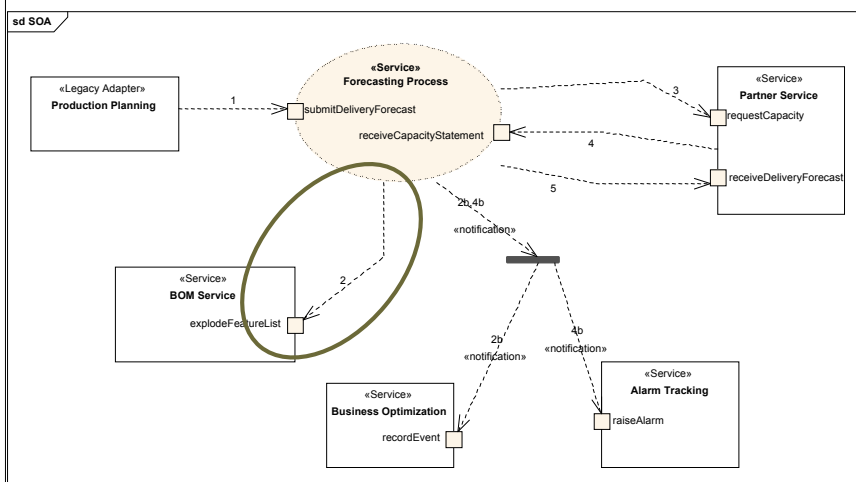 sd SOA
«Legacy Adapter»
Production Planning
1
«Service»
Forecasting Process
submitDeliveryForecast
receiveCapacityStatement
3
4
5
«Service»
Partner Service
requestCapacity
receiveDeliveryForecast
2
«Service»
BOM Service
explodeFeatureList
2b,4b
«notification»
2b
«notification»
4b
«notification»
«Service»
Business Optimization
recordEvent
«Service»
Alarm Tracking
raiseAlarm